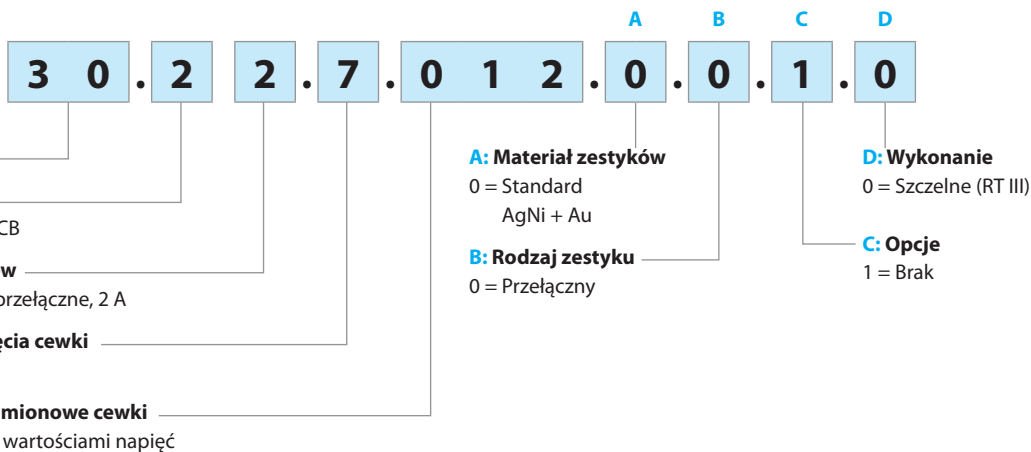 A B C D
3 0 . 2 2 . 7 . 0 1 2 . 0 . 0 . 1 . 0
A: Materiał zestyków
0 = Standard
AgNi + Au
B: Rodzaj zestyku
0 = Przełączny
D: Wykonanie
0 = Szczelne (RT III)
C: Opcje
1 = Brak
CB
w
przełączne, 2 A
ęcia cewki
mionowe cewki
wartościami napięć